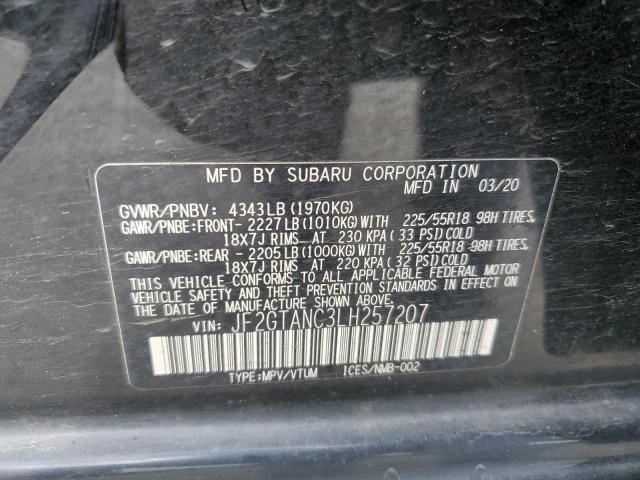 MFD BY SUBARU CORPORATION
MFD IN 03/20
GVWR/PNBV: 4343LB (1970KG)
GAWR/PNBE:FRONT- 2227LB (1010KG) WITH 225/55R18 98H TIRES,
18X7J RIMS AT 230 KPA (33 PSI) COLD
GAWR/PNBE:REAR - 2205LB (1000KG) WITH 225/55R18 98H TIRES,
18X7J RIMS AT 220 KPA (32 PSI) COLD
THIS VEHICLE CONFORMS TO ALL APPLICABLE FEDERAL MOTOR
VEHICLE SAFETY AND THEFT PREVENTION STANDARDS IN EFFECT ON
THE DATE OF MANUFACTURE SHOWN ABOVE.
VIN: JF2GTANC3LH257207
TYPE:MPV/VTUM ICES/NMB-002